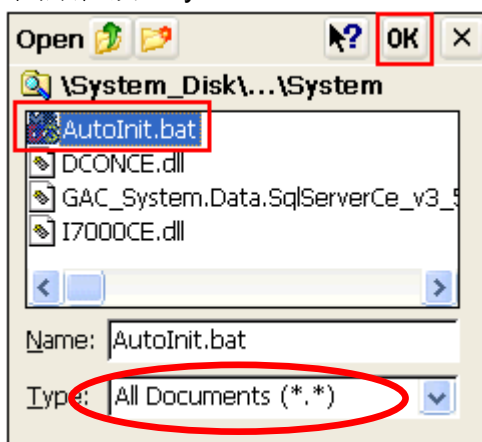 Open ? OK ×
\System_Disk\...\System
AutoInit.bat
DCONCE.dll
GAC_System.Data.SqlServerCe_v3_5
I7000CE.dll
Name: AutoInit.bat
Type: All Documents (*.*)